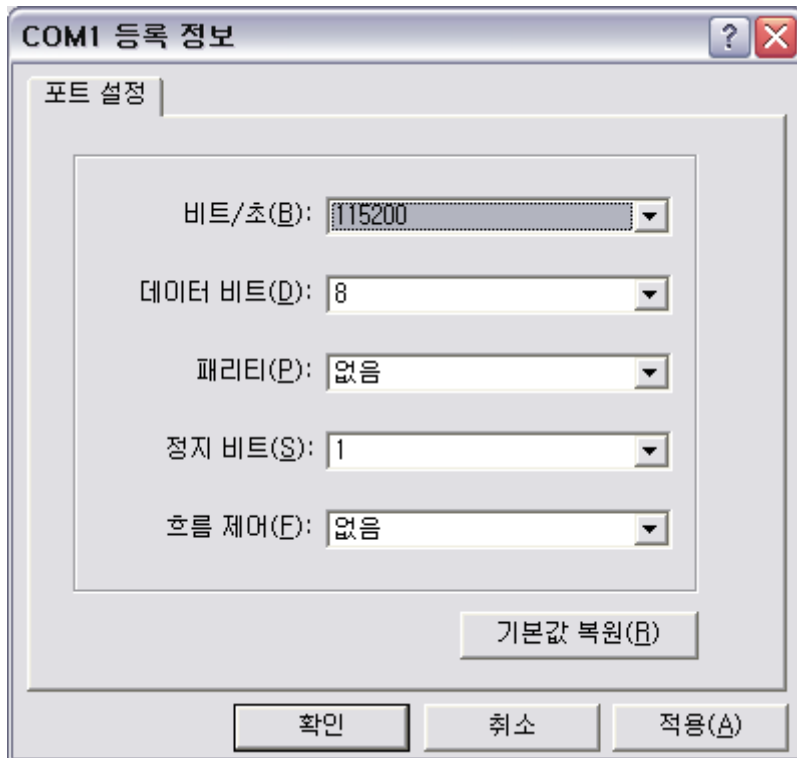 COM1 등록 정보
포트 설정
비트/초(B): 115200
데이터 비트(D): 8
패리티(P): 없음
정지 비트(S): 1
흐름 제어(F): 없음
기본값 복원(R)
확인 취소 적용(A)